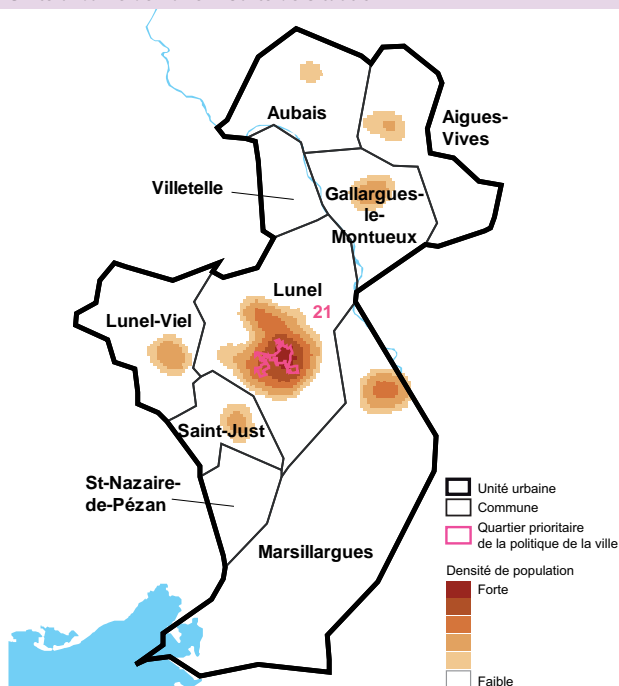 Aubais
Aigues-
Vives
Villetelle
Gallargues-
le-
Montueux
Lunel
21
Lunel-Viel
Saint-Just
St-Nazaire-
de-Pézan
Marsillargues
Unité urbaine
Commune
Quartier prioritaire
de la politique de la ville
Densité de population
Forte
Faible